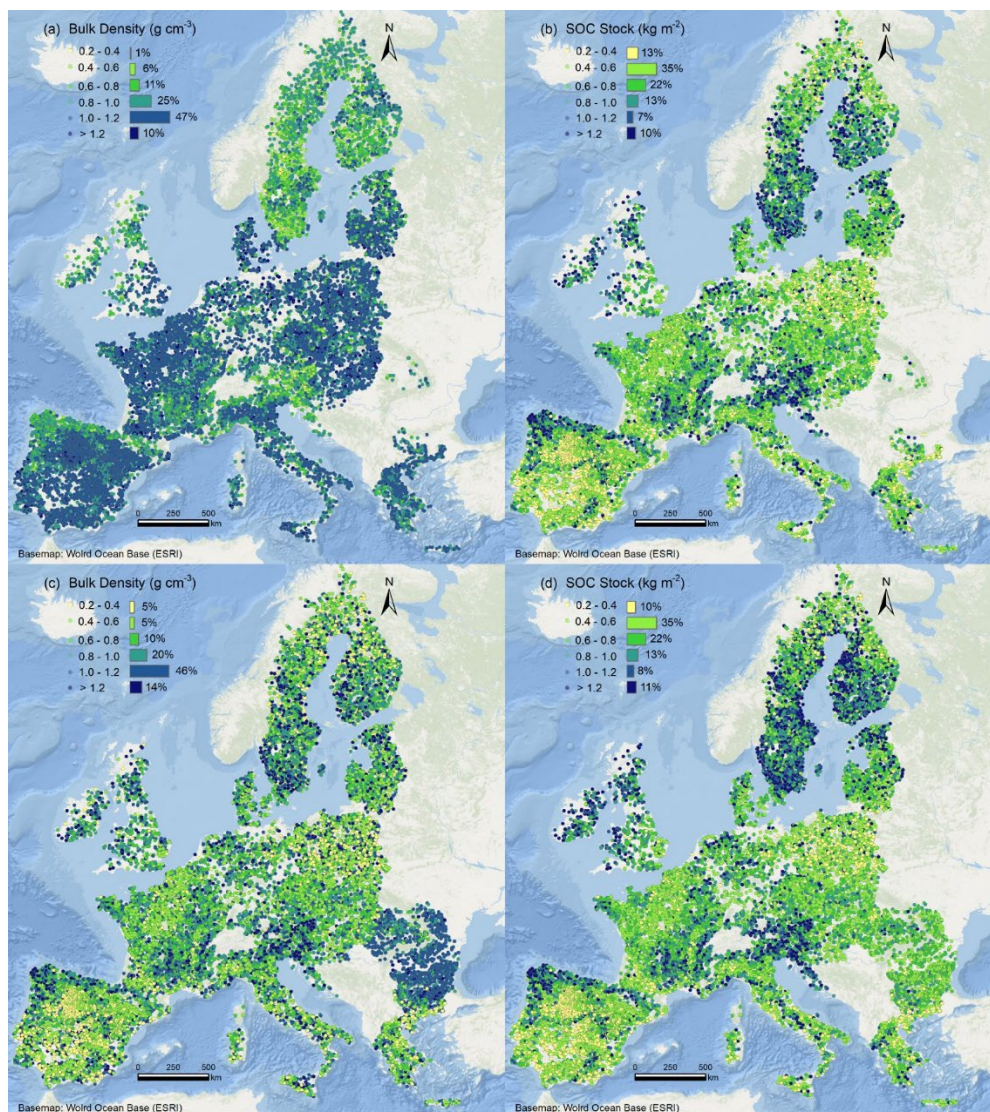 (a) Bulk Density (g cm⁻³)
0.2 - 0.4 1%
0.4 - 0.6 6%
0.6 - 0.8 11%
0.8 - 1.0 25%
1.0 - 1.2 47%
> 1.2 10%
N
0 250 500
km
Basemap: Wolrd Ocean Base (ESRI)
(b) SOC Stock (kg m⁻²)
0.2 - 0.4 13%
0.4 - 0.6 35%
0.6 - 0.8 22%
0.8 - 1.0 13%
1.0 - 1.2 7%
> 1.2 10%
N
0 250 500
km
Basemap: Wolrd Ocean Base (ESRI)
(c) Bulk Density (g cm⁻³)
0.2 - 0.4 5%
0.4 - 0.6 5%
0.6 - 0.8 10%
0.8 - 1.0 20%
1.0 - 1.2 46%
> 1.2 14%
N
0 250 500
km
Basemap: Wolrd Ocean Base (ESRI)
(d) SOC Stock (kg m⁻²)
0.2 - 0.4 10%
0.4 - 0.6 35%
0.6 - 0.8 22%
0.8 - 1.0 13%
1.0 - 1.2 8%
> 1.2 11%
N
0 250 500
km
Basemap: Wolrd Ocean Base (ESRI)